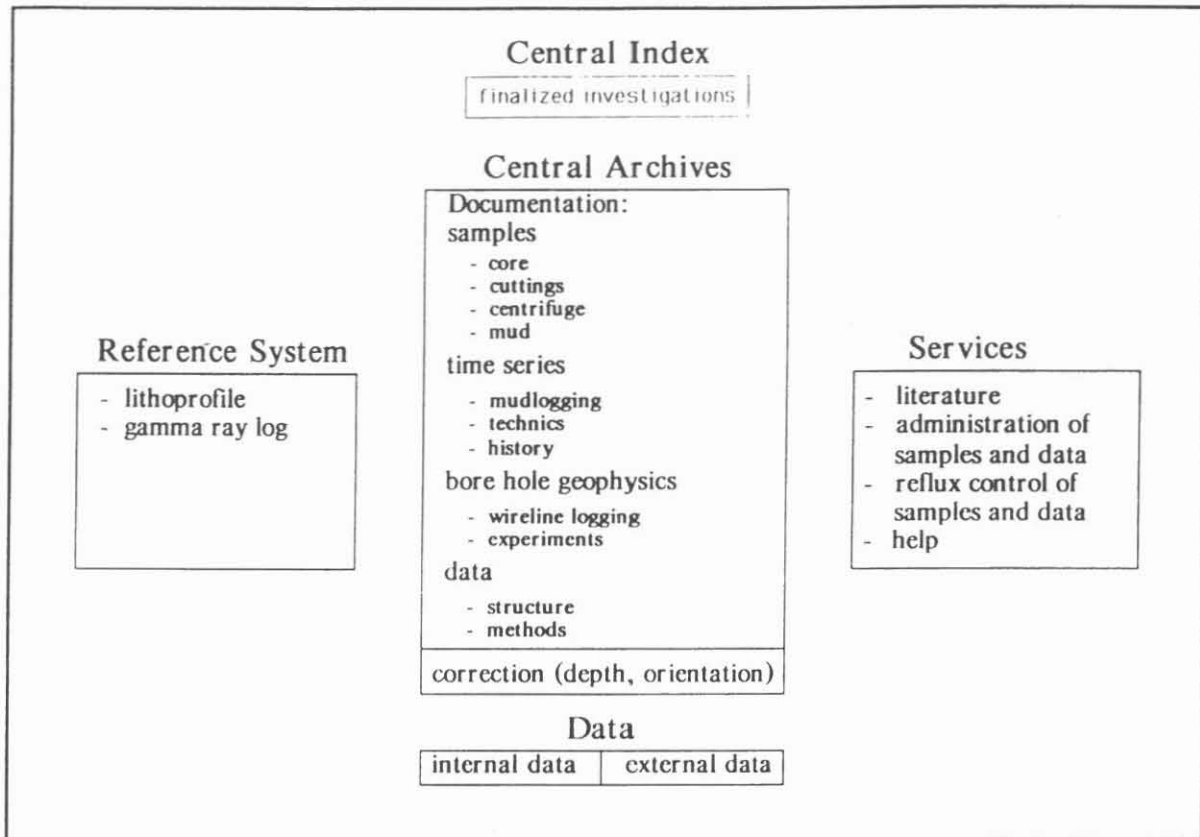 Central Index
finalized investigations
Central Archives
Documentation:
samples
- core
- cuttings
- centrifuge
- mud
time series
- mudlogging
- technics
- history
bore hole geophysics
- wireline logging
- experiments
data
- structure
- methods
correction (depth, orientation)
Reference System
- lithoprofile
- gamma ray log
Services
- literature
- administration of
samples and data
- reflux control of
samples and data
- help
Data
internal data
external data